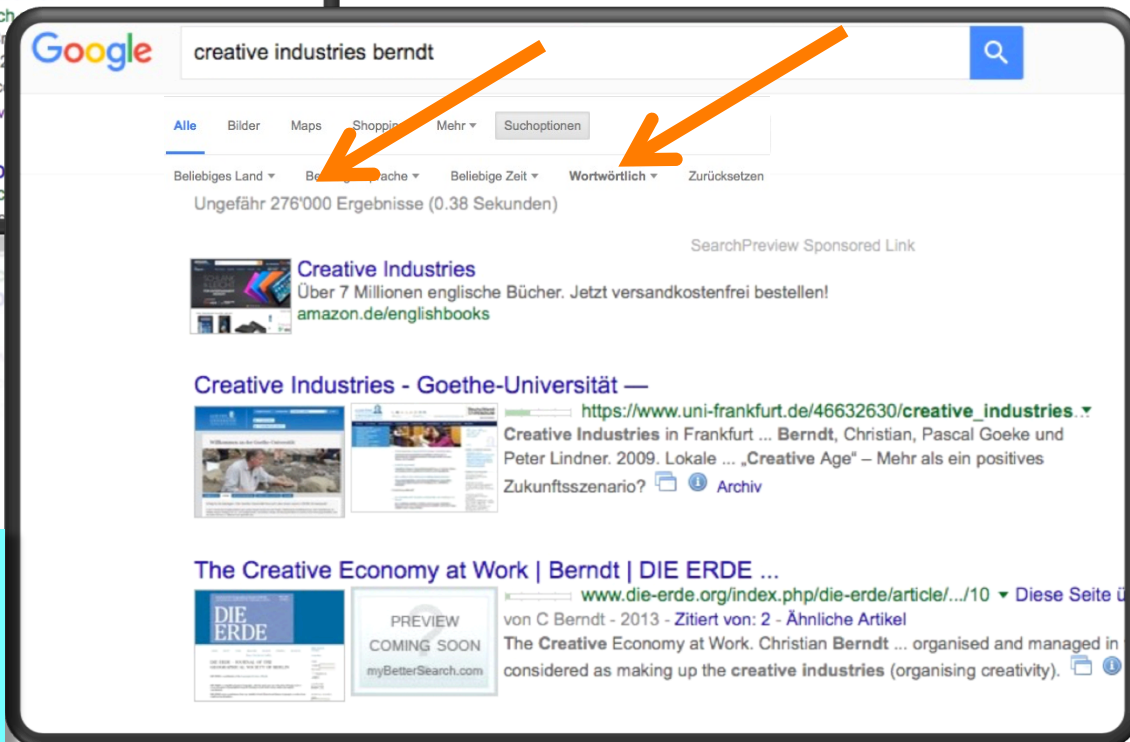 Google
creative industries berndt
Alle Bilder Maps Shopping Mehr Suchoptionen
Beliebiges Land Beliebige Zeit Wortwörtlich Zurücksetzen
Ungefähr 276'000 Ergebnisse (0.38 Sekunden)
SearchPreview Sponsored Link
Creative Industries
Über 7 Millionen englische Bücher. Jetzt versandkostenfrei bestellen!
amazon.de/englishbooks
Creative Industries - Goethe-Universität —
https://www.uni-frankfurt.de/46632630/creative_industries...
Creative Industries in Frankfurt ... Berndt, Christian, Pascal Goeke und
Peter Lindner. 2009. Lokale ... „Creative Age" – Mehr als ein positives
Zukunftsszenario? Archiv
The Creative Economy at Work | Berndt | DIE ERDE ...
www.die-erde.org/index.php/die-erde/article/.../10 Diese Seite ü
DIE
ERDE
PREVIEW
COMING SOON
myBetterSearch.com
von C Berndt - 2013 - Zitiert von: 2 - Ähnliche Artikel
The Creative Economy at Work. Christian Berndt ... organised and managed in
considered as making up the creative industries (organising creativity).